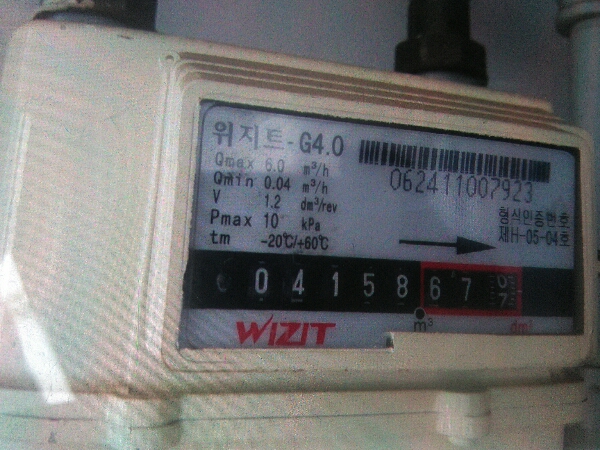 위지트-G4.0
Qmax 6.0 m³/h
Qmin 0.04 m³/h
V 1.2 dm³/rev
Pmax 10 kPa
tm -20℃/+60℃
062411007923
형식인증번호
제H-05-04호
0 4 1 5 8 6 7
WIZIT
m³